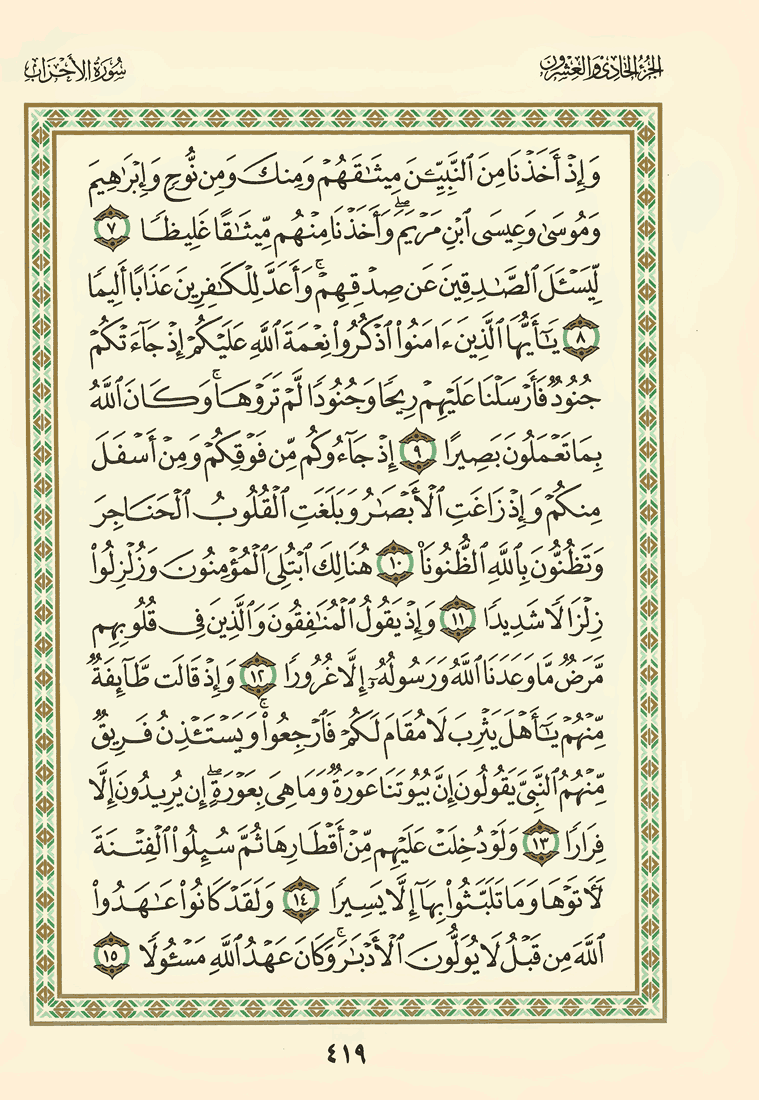 الجزء الحادي والعشرون
سورة الأحزاب
وَإِذْ أَخَذْنَا مِنَ ٱلنَّبِيِّـۧنَ مِيثَٰقَهُمْ وَمِنكَ وَمِن نُّوحٍ وَإِبْرَٰهِيمَ
وَمُوسَىٰ وَعِيسَى ٱبْنِ مَرْيَمَ ۖ وَأَخَذْنَا مِنْهُم مِّيثَٰقًا غَلِيظًا ٧
لِّيَسْـَٔلَ ٱلصَّٰدِقِينَ عَن صِدْقِهِمْ ۚ وَأَعَدَّ لِلْكَٰفِرِينَ عَذَابًا أَلِيمًا
٨ يَٰٓأَيُّهَا ٱلَّذِينَ ءَامَنُوا۟ ٱذْكُرُوا۟ نِعْمَةَ ٱللَّهِ عَلَيْكُمْ إِذْ جَآءَتْكُمْ
جُنُودٌ فَأَرْسَلْنَا عَلَيْهِمْ رِيحًا وَجُنُودًا لَّمْ تَرَوْهَا ۚ وَكَانَ ٱللَّهُ
بِمَا تَعْمَلُونَ بَصِيرًا ٩ إِذْ جَآءُوكُم مِّن فَوْقِكُمْ وَمِنْ أَسْفَلَ
مِنكُمْ وَإِذْ زَاغَتِ ٱلْأَبْصَٰرُ وَبَلَغَتِ ٱلْقُلُوبُ ٱلْحَنَاجِرَ
وَتَظُنُّونَ بِٱللَّهِ ٱلظُّنُونَا۠ ١٠ هُنَالِكَ ٱبْتُلِىَ ٱلْمُؤْمِنُونَ وَزُلْزِلُوا۟
زِلْزَالًا شَدِيدًا ١١ وَإِذْ يَقُولُ ٱلْمُنَٰفِقُونَ وَٱلَّذِينَ فِى قُلُوبِهِم
مَّرَضٌ مَّا وَعَدَنَا ٱللَّهُ وَرَسُولُهُۥٓ إِلَّا غُرُورًا ١٢ وَإِذْ قَالَت طَّآئِفَةٌ
مِّنْهُمْ يَٰٓأَهْلَ يَثْرِبَ لَا مُقَامَ لَكُمْ فَٱرْجِعُوا۟ ۚ وَيَسْتَـْٔذِنُ فَرِيقٌ
مِّنْهُمُ ٱلنَّبِىَّ يَقُولُونَ إِنَّ بُيُوتَنَا عَوْرَةٌ وَمَا هِىَ بِعَوْرَةٍ ۖ إِن يُرِيدُونَ إِلَّا
فِرَارًا ١٣ وَلَوْ دُخِلَتْ عَلَيْهِم مِّنْ أَقْطَارِهَا ثُمَّ سُئِلُوا۟ ٱلْفِتْنَةَ
لَـَٔاتَوْهَا وَمَا تَلَبَّثُوا۟ بِهَآ إِلَّا يَسِيرًا ١٤ وَلَقَدْ كَانُوا۟ عَٰهَدُوا۟
ٱللَّهَ مِن قَبْلُ لَا يُوَلُّونَ ٱلْأَدْبَٰرَ ۚ وَكَانَ عَهْدُ ٱللَّهِ مَسْـُٔولًا ١٥
٤١٩